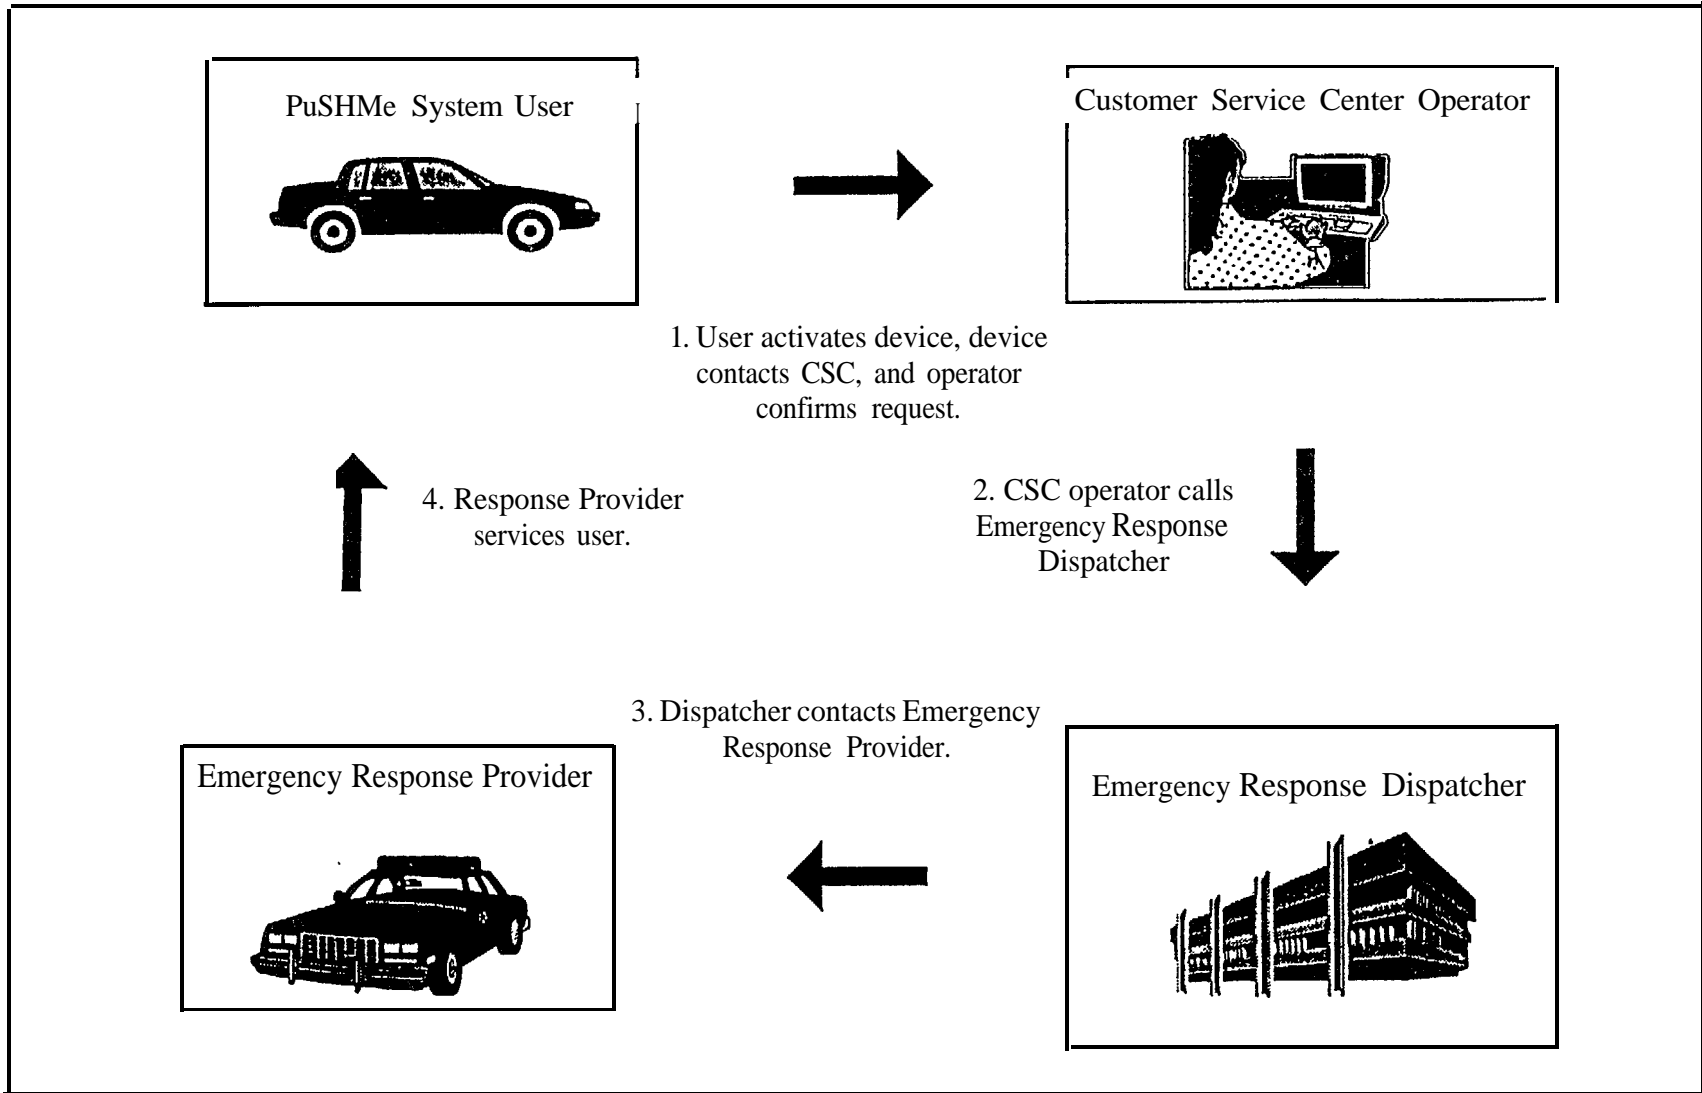 PuSHMe System User
Customer Service Center Operator
1. User activates device, device
contacts CSC, and operator
confirms request.
2. CSC operator calls
Emergency Response
Dispatcher
4. Response Provider
services user.
3. Dispatcher contacts Emergency
Response Provider.
Emergency Response Provider
Emergency Response Dispatcher